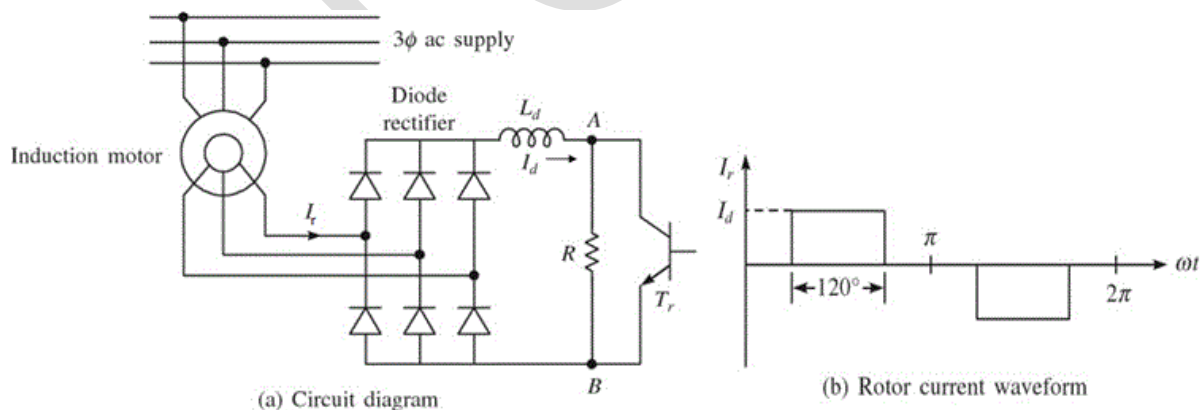 3ϕ ac supply
Induction motor
Diode
rectifier
L_d
I_d
A
I_r
R
T_r
B
(a) Circuit diagram
I_r
I_d
π
120°
2π
ωt
(b) Rotor current waveform